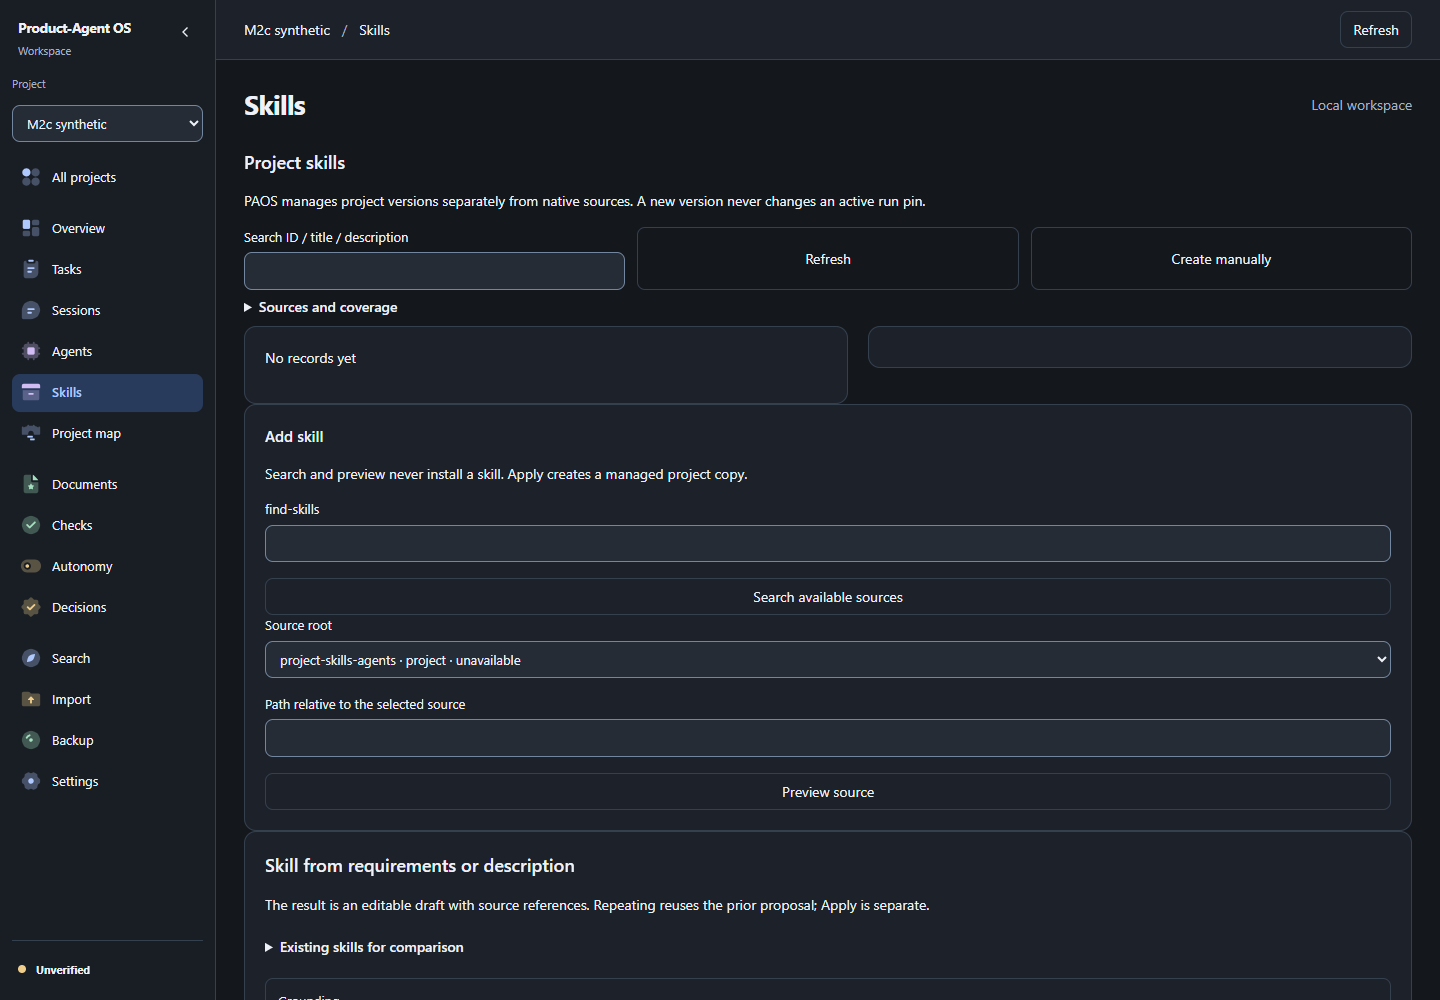 Product-Agent OS
Workspace
Project
M2c synthetic
All projects
Overview
Tasks
Sessions
Agents
Skills
Project map
Documents
Checks
Autonomy
Decisions
Search
Import
Backup
Settings
Unverified
M2c synthetic / Skills
Refresh
Skills
Local workspace
Project skills
PAOS manages project versions separately from native sources. A new version never changes an active run pin.
Search ID / title / description
Refresh
Create manually
Sources and coverage
No records yet
Add skill
Search and preview never install a skill. Apply creates a managed project copy.
find-skills
Search available sources
Source root
project-skills-agents · project · unavailable
Path relative to the selected source
Preview source
Skill from requirements or description
The result is an editable draft with source references. Repeating reuses the prior proposal; Apply is separate.
Existing skills for comparison
Grounding